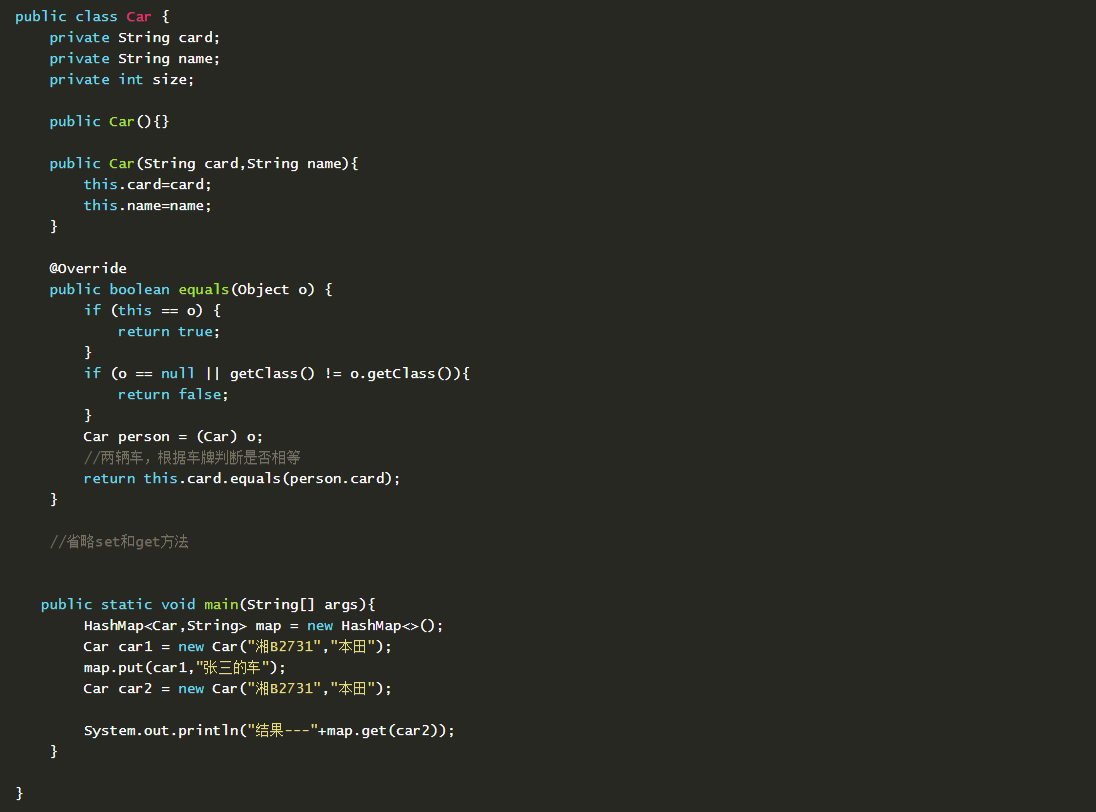 public class Car {
    private String card;
    private String name;
    private int size;

    public Car(){}

    public Car(String card,String name){
        this.card=card;
        this.name=name;
    }

    @Override
    public boolean equals(Object o) {
        if (this == o) {
            return true;
        }
        if (o == null || getClass() != o.getClass()){
            return false;
        }
        Car person = (Car) o;
        //两辆车，根据车牌判断是否相等
        return this.card.equals(person.card);
    }

    //省略set和get方法


   public static void main(String[] args){
        HashMap<Car,String> map = new HashMap<>();
        Car car1 = new Car("湘B2731","本田");
        map.put(car1,"张三的车");
        Car car2 = new Car("湘B2731","本田");

        System.out.println("结果---"+map.get(car2));
    }

}